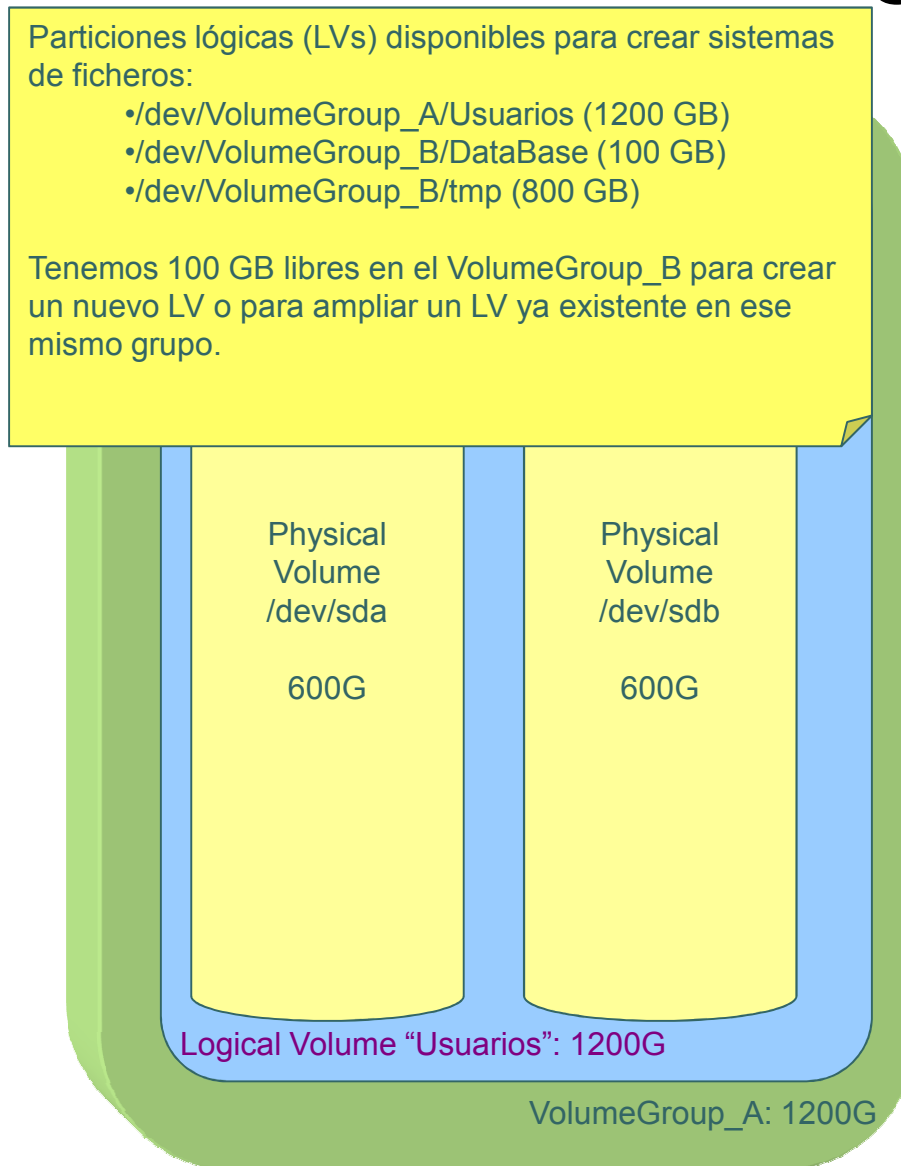 Particiones lógicas (LVs) disponibles para crear sistemas
de ficheros:
•/dev/VolumeGroup_A/Usuarios (1200 GB)
•/dev/VolumeGroup_B/DataBase (100 GB)
•/dev/VolumeGroup_B/tmp (800 GB)
Tenemos 100 GB libres en el VolumeGroup_B para crear
un nuevo LV o para ampliar un LV ya existente en ese
mismo grupo.
Physical
Volume
/dev/sda
600G
Physical
Volume
/dev/sdb
600G
Logical Volume “Usuarios”: 1200G
VolumeGroup_A: 1200G